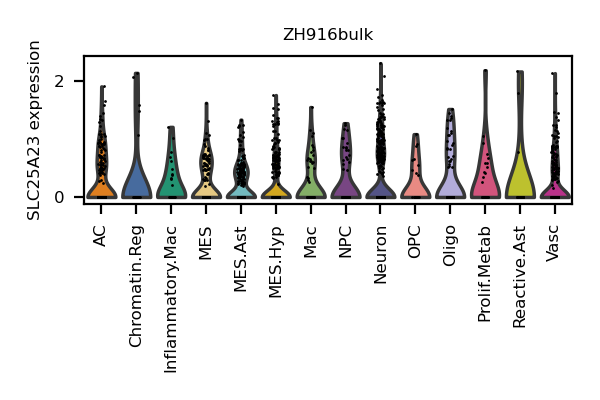 ZH916bulk
SLC25A23 expression
2
0
AC
Chromatin.Reg
Inflammatory.Mac
MES
MES.Ast
MES.Hyp
Mac
NPC
Neuron
OPC
Oligo
Prolif.Metab
Reactive.Ast
Vasc